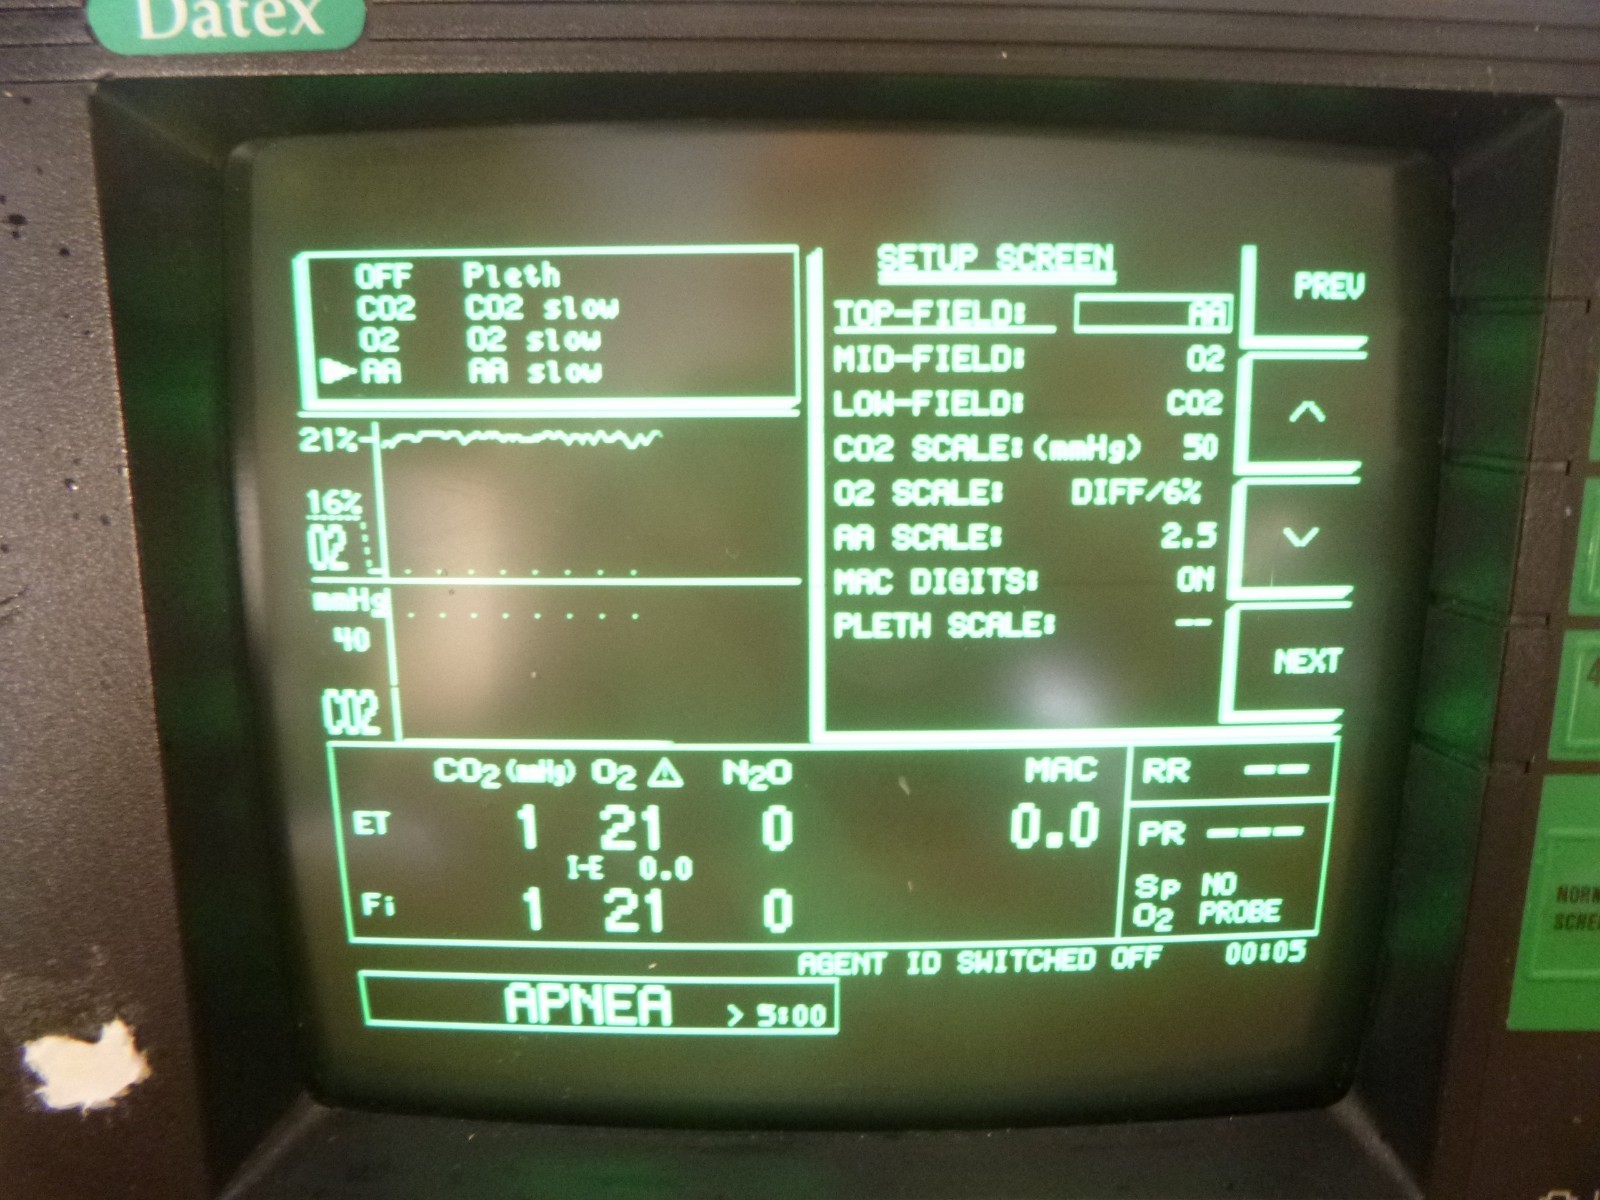 Datex
OFF Pleth
CO2 CO2 slow
O2 O2 slow
AA AA slow
21%
16%
O2
mmHg
40
CO2
SETUP SCREEN
TOP-FIELD: AA
MID-FIELD: O2
LOW-FIELD: CO2
CO2 SCALE: (mmHg) 50
O2 SCALE: DIFF/6%
AA SCALE: 2.5
MAC DIGITS: ON
PLETH SCALE: --
PREV
NEXT
CO2 (mmHg) O2 N2O MAC
ET 1 21 0 0.0
I-E 0.0
Fi 1 21 0
RR --
PR ---
Sp NO
O2 PROBE
AGENT ID SWITCHED OFF 00:05
APNEA > 5:00